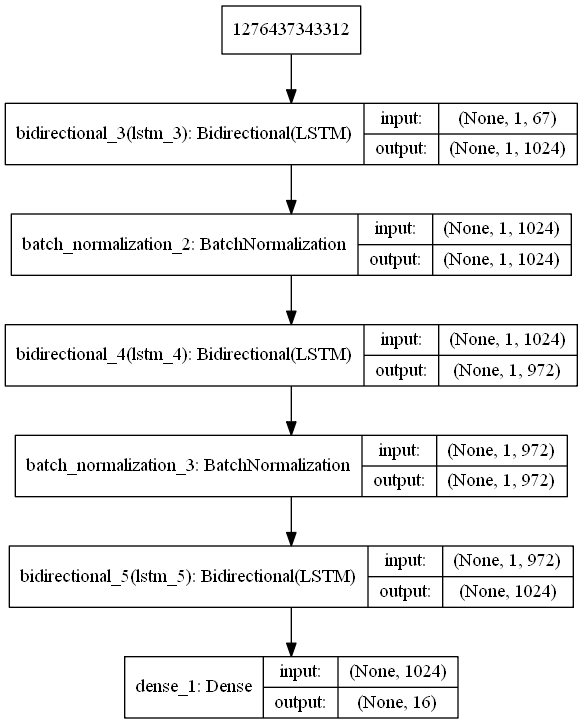 1276437343312
bidirectional_3(lstm_3): Bidirectional(LSTM)
input: (None, 1, 67)
output: (None, 1, 1024)
batch_normalization_2: BatchNormalization
input: (None, 1, 1024)
output: (None, 1, 1024)
bidirectional_4(lstm_4): Bidirectional(LSTM)
input: (None, 1, 1024)
output: (None, 1, 972)
batch_normalization_3: BatchNormalization
input: (None, 1, 972)
output: (None, 1, 972)
bidirectional_5(lstm_5): Bidirectional(LSTM)
input: (None, 1, 972)
output: (None, 1024)
dense_1: Dense
input: (None, 1024)
output: (None, 16)